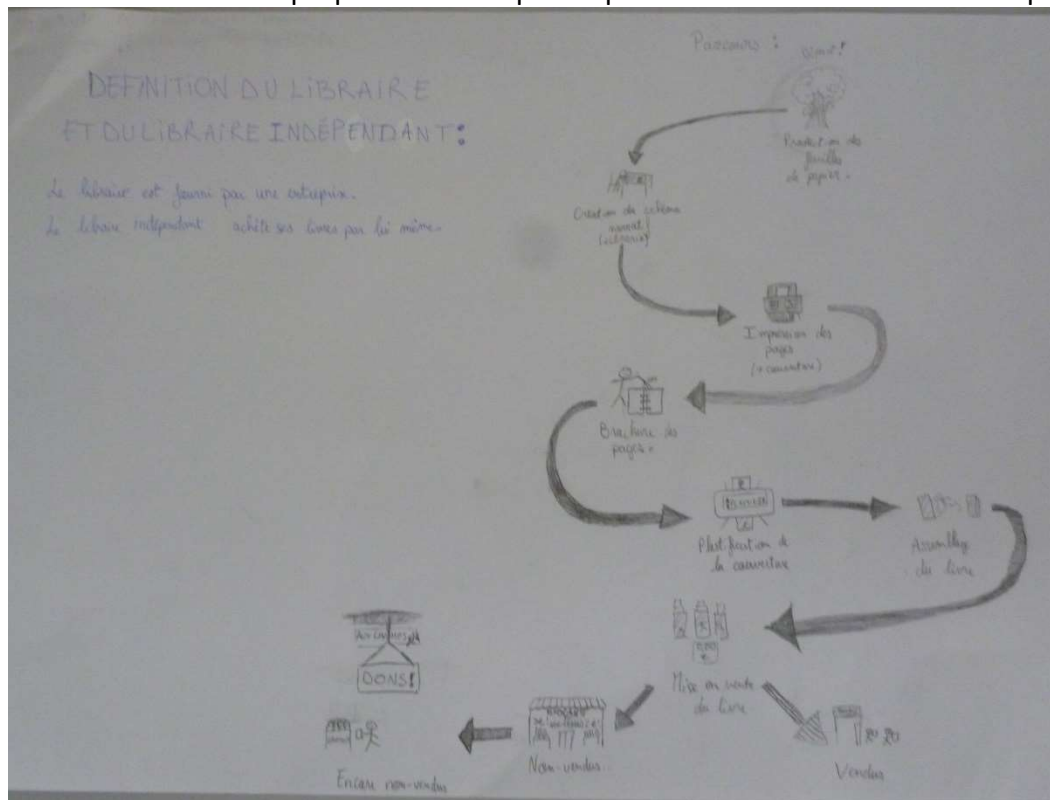 DEFINITION DU LIBRAIRE
ET DU LIBRAIRE INDÉPENDANT:
Le libraire est fourni par une entreprise.
Le libraire indépendant achète ses livres par lui même.
Parcours :
Départ!
Production des
feuilles
de papier.
Création du schéma
narratif
Impression des
pages
(+ couverture)
Brochure des
pages.
Plastification de
la couverture
Assemblage
du livre
Mise en vente
du livre
Vendus
Non-vendus
DONS!
Encore non-vendus